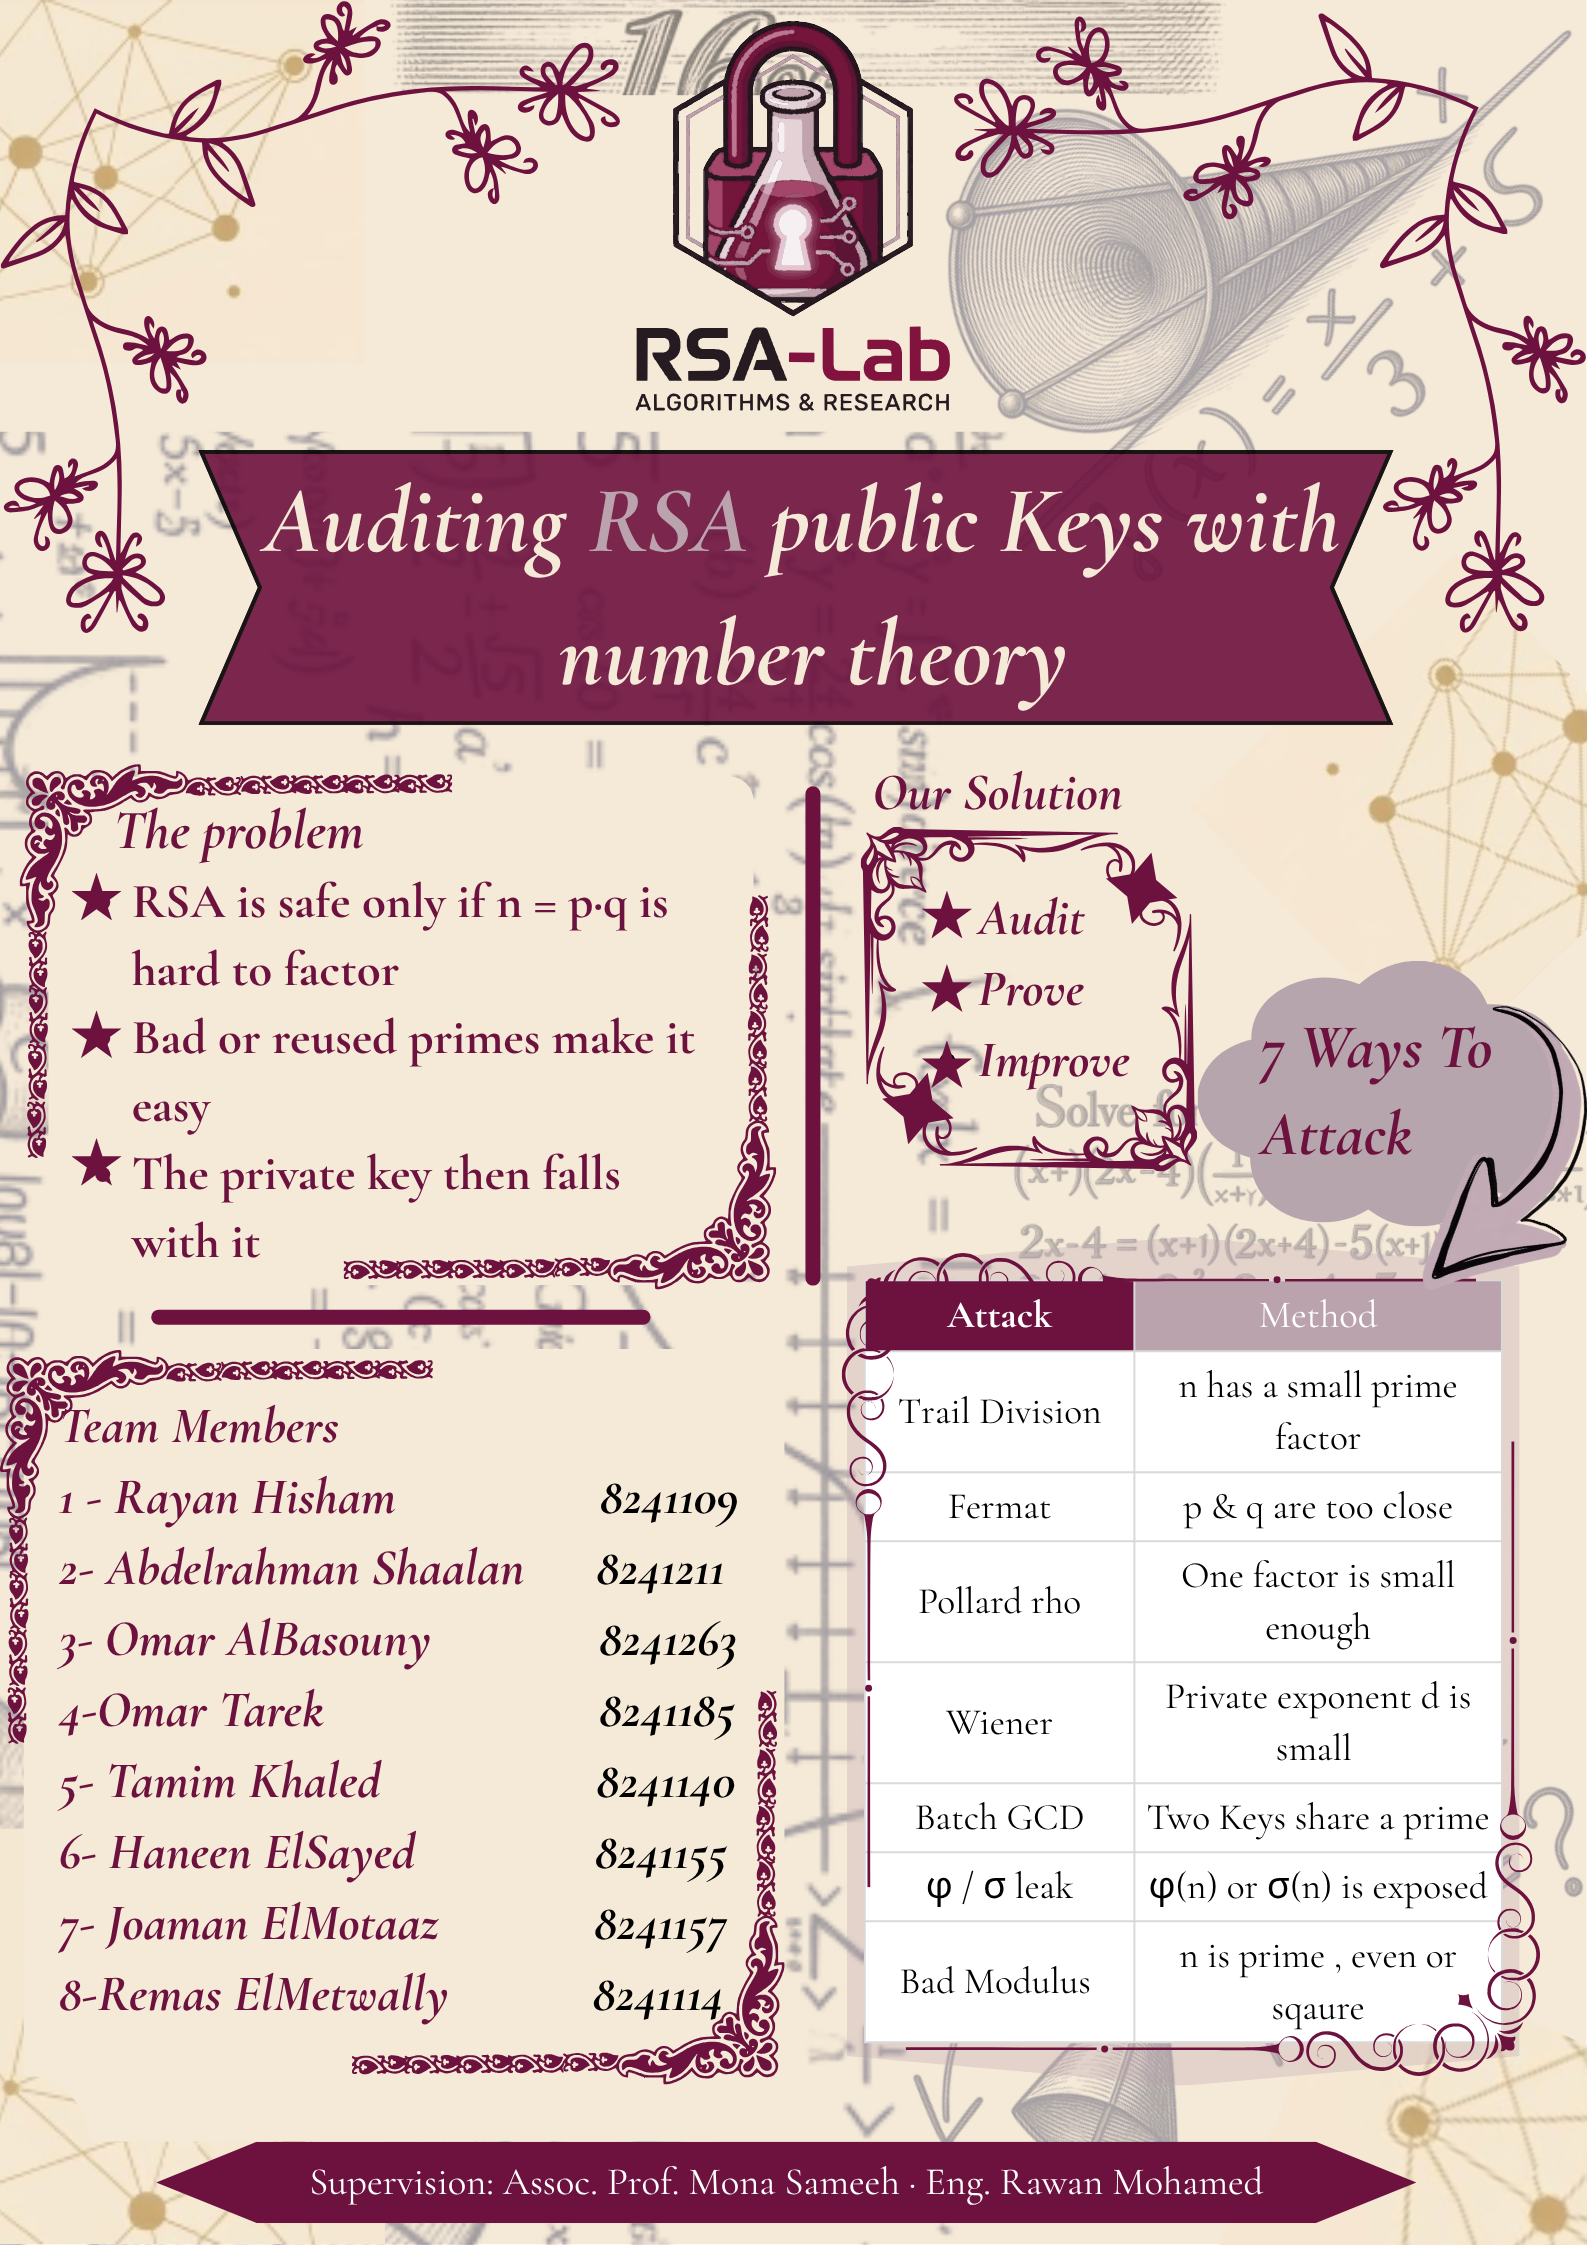 RSA-Lab
ALGORITHMS & RESEARCH
Auditing RSA public Keys with
number theory
The problem
★ RSA is safe only if n = p·q is
hard to factor
★ Bad or reused primes make it
easy
★ The private key then falls
with it
Our Solution
★ Audit
★ Prove
★ Improve
7 Ways To
Attack
Team Members
1 - Rayan Hisham 8241109
2- Abdelrahman Shaalan 8241211
3- Omar AlBasouny 8241263
4-Omar Tarek 8241185
5- Tamim Khaled 8241140
6- Haneen ElSayed 8241155
7- Joaman ElMotaaz 8241157
8-Remas ElMetwally 8241114
Attack Method
Trail Division n has a small prime
factor
Fermat p & q are too close
Pollard rho One factor is small
enough
Wiener Private exponent d is
small
Batch GCD Two Keys share a prime
φ / σ leak φ(n) or σ(n) is exposed
Bad Modulus n is prime , even or
sqaure
Supervision: Assoc. Prof. Mona Sameeh · Eng. Rawan Mohamed